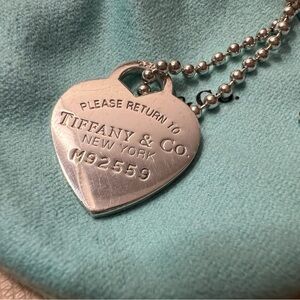 PLEASE RETURN TO
TIFFANY & CO.
NEW YORK
M92559